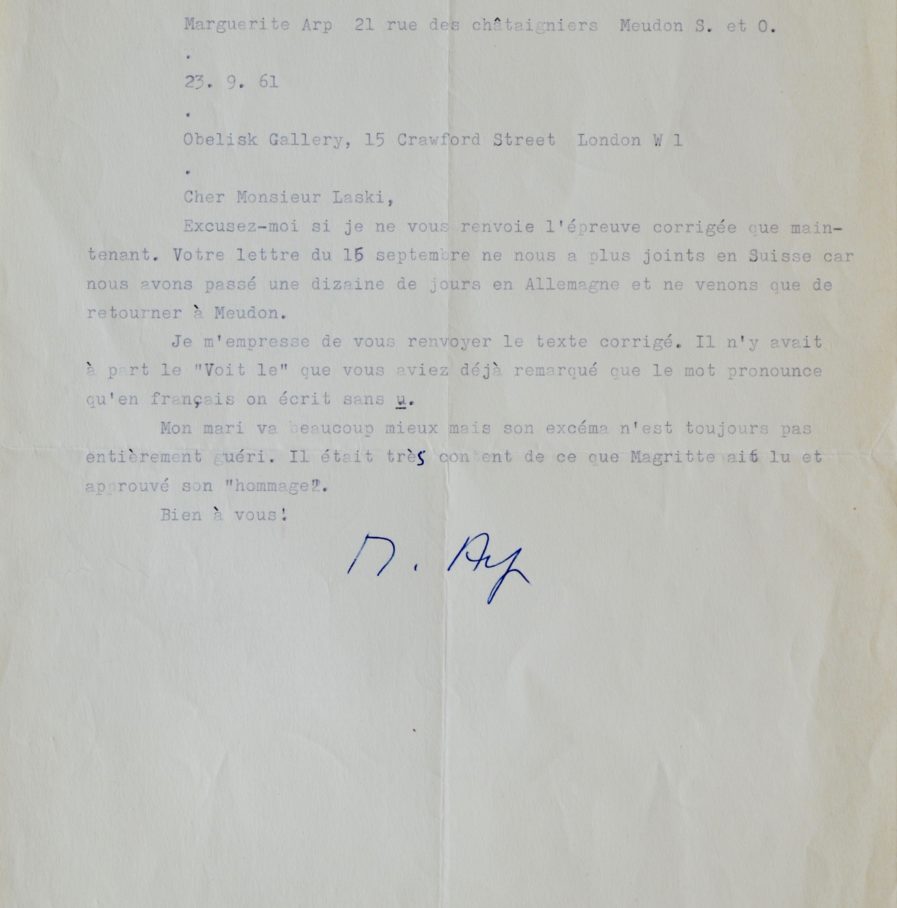 Marguerite Arp 21 rue des châtaigniers Meudon S. et O.
.
23. 9. 61
.
Obelisk Gallery, 15 Crawford Street London W 1
.
Cher Monsieur Laski,
Excusez-moi si je ne vous renvoie l'épreuve corrigée que main-
tenant. Votre lettre du 16 septembre ne nous a plus joints en Suisse car
nous avons passé une dizaine de jours en Allemagne et ne venons que de
retourner à Meudon.
Je m'empresse de vous renvoyer le texte corrigé. Il n'y avait
à part le "Voit le" que vous aviez déjà remarqué que le mot pronounce
qu'en français on écrit sans u.
Mon mari va beaucoup mieux mais son excéma n'est toujours pas
entièrement guéri. Il était très content de ce que Magritte ait lu et
approuvé son "hommage".
Bien à vous!
M. Arp